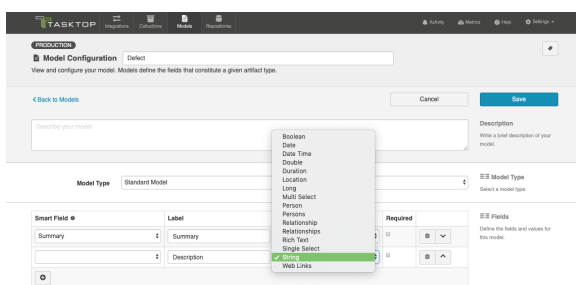 TASKTOP
Integrations
Collections
Models
Repositories
Activity
Metrics
Help
Settings
PRODUCTION
Model Configuration
Defect
View and configure your model. Models define the fields that constitute a given artifact type.
Back to Models
Cancel
Save
Describe your model
Description
Write a brief description of your
model.
Model Type
Standard Model
Model Type
Select a model type.
Smart Field
Label
Required
Summary
Summary
Description
Boolean
Date
Date Time
Double
Duration
Location
Long
Multi Select
Person
Persons
Relationship
Relationships
Rich Text
Single Select
✓ String
Web Links
Fields
Define the fields and values for
this model.